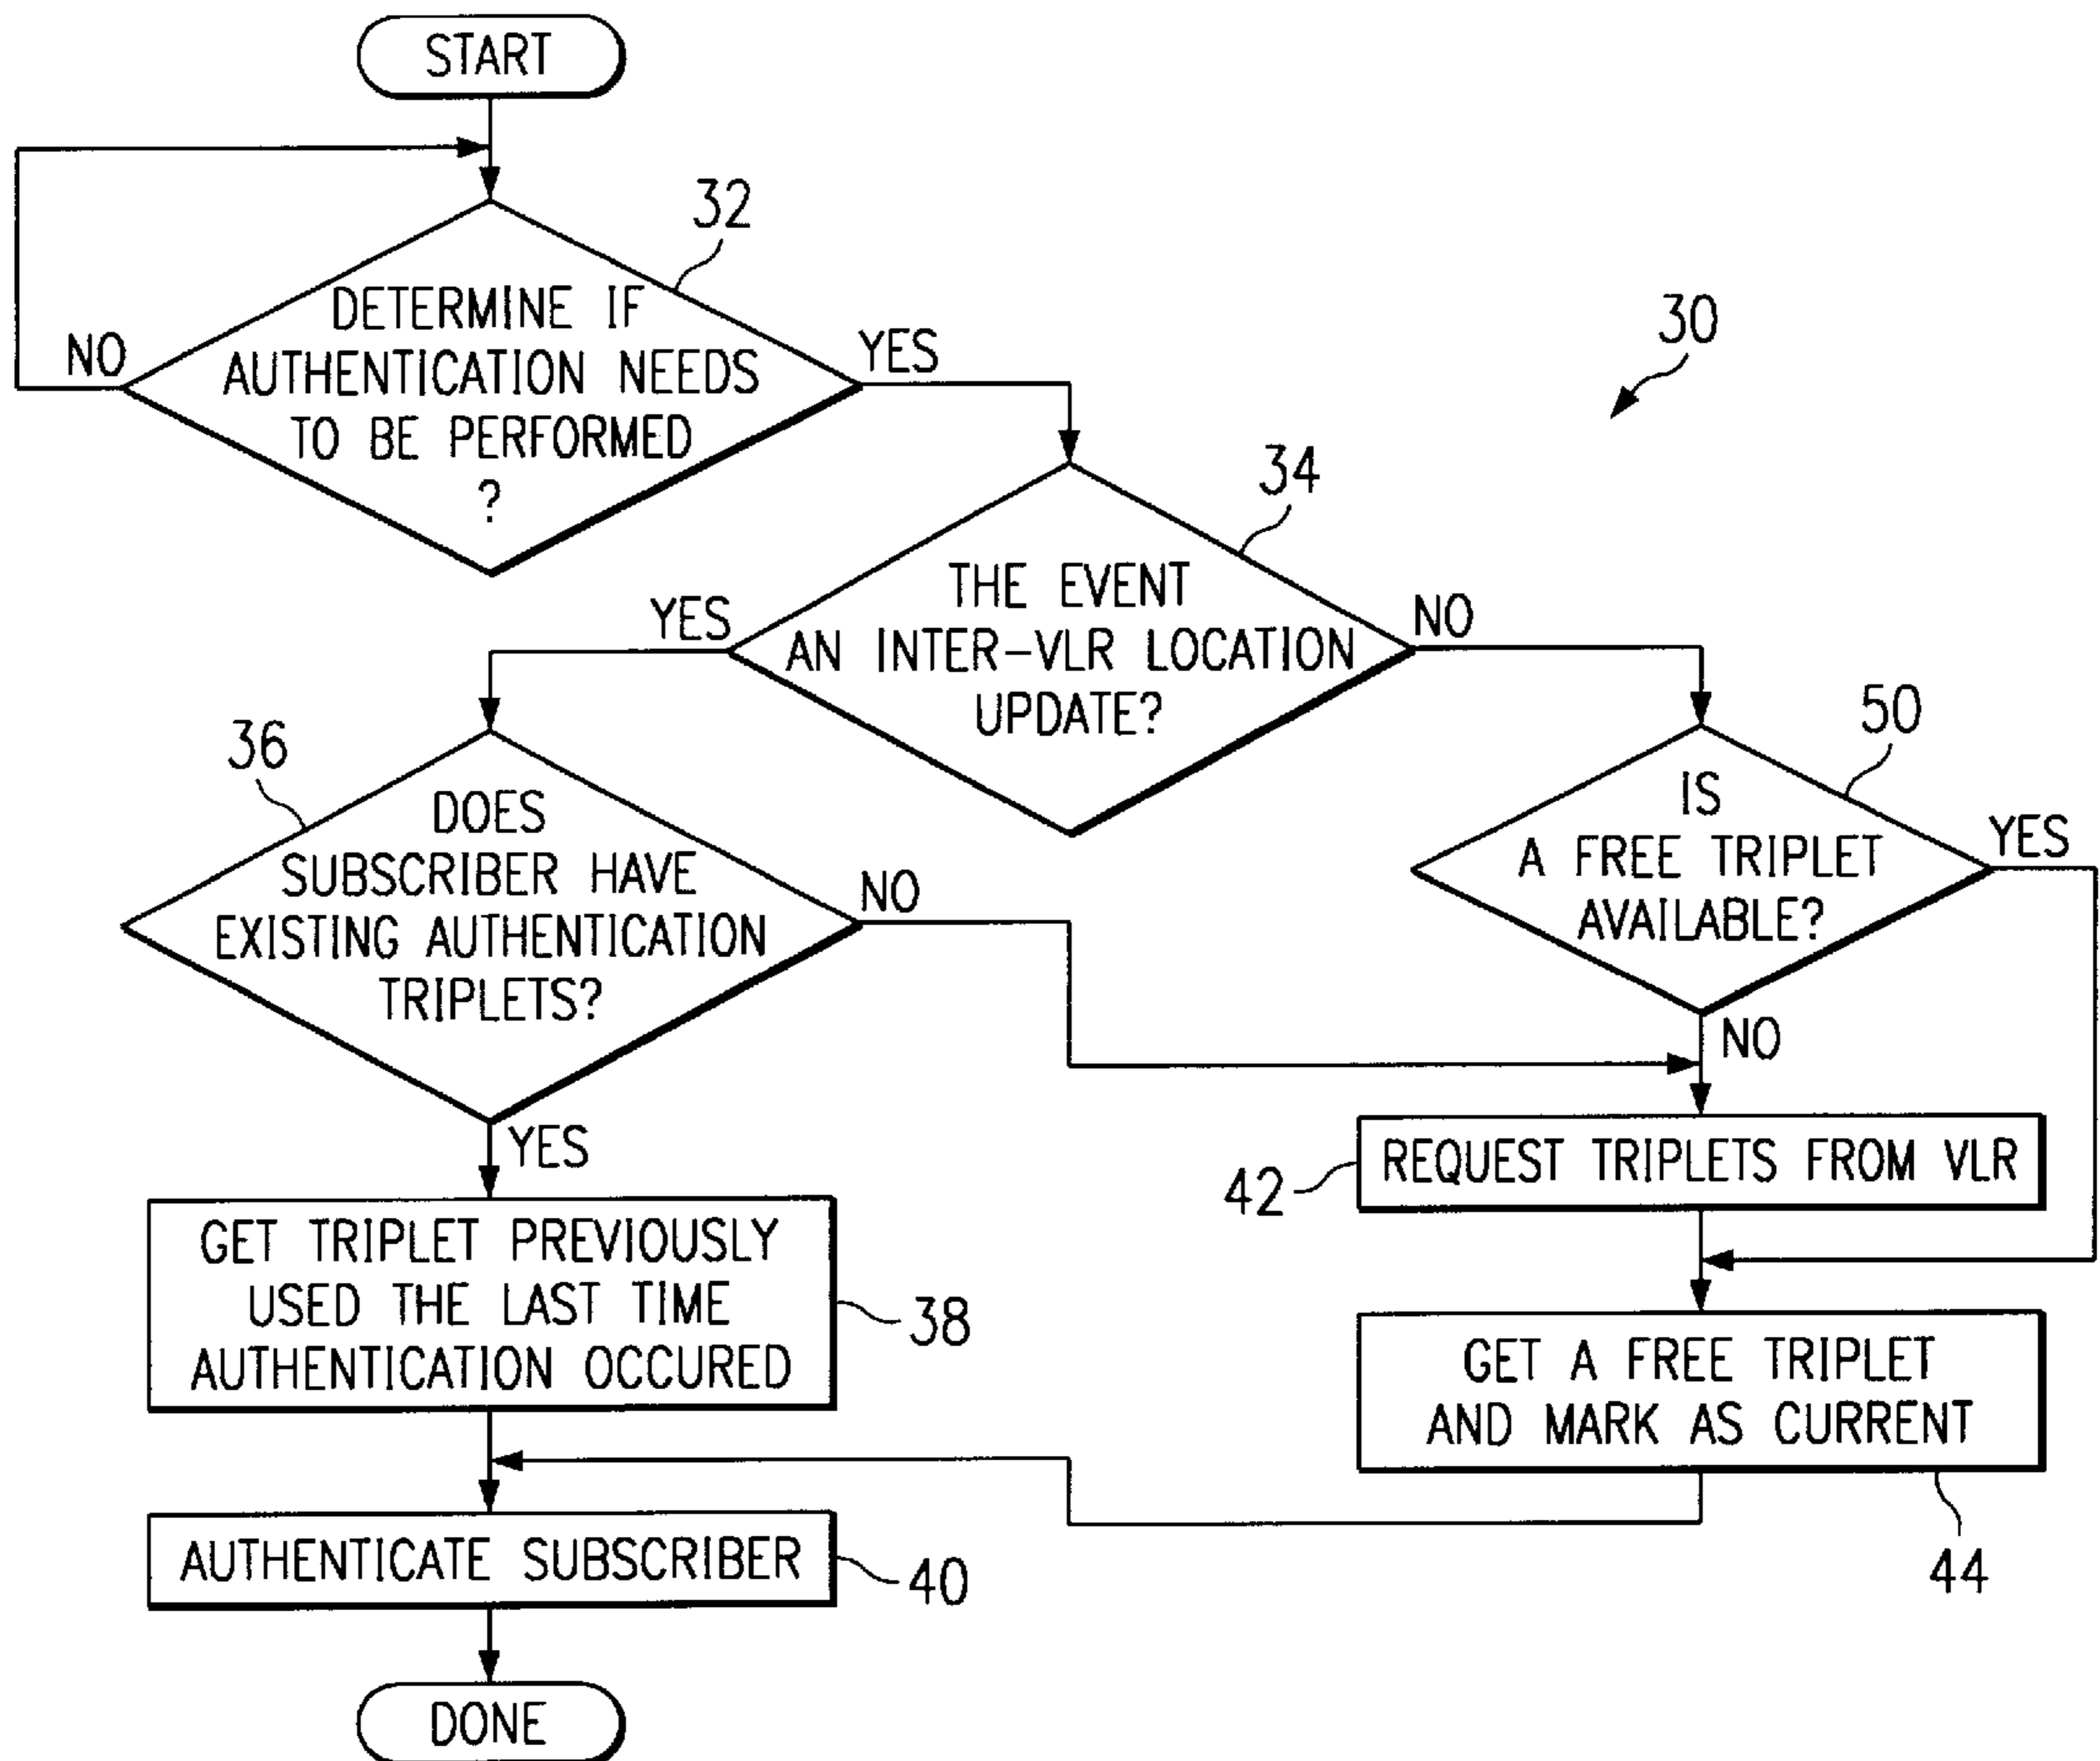 START
32
DETERMINE IF
AUTHENTICATION NEEDS
TO BE PERFORMED
?
NO
YES
30
34
THE EVENT
AN INTER-VLR LOCATION
UPDATE?
YES
NO
36
DOES
SUBSCRIBER HAVE
EXISTING AUTHENTICATION
TRIPLETS?
NO
YES
50
IS
A FREE TRIPLET
AVAILABLE?
YES
NO
42
REQUEST TRIPLETS FROM VLR
GET TRIPLET PREVIOUSLY
USED THE LAST TIME
AUTHENTICATION OCCURED
38
GET A FREE TRIPLET
AND MARK AS CURRENT
44
AUTHENTICATE SUBSCRIBER
40
DONE